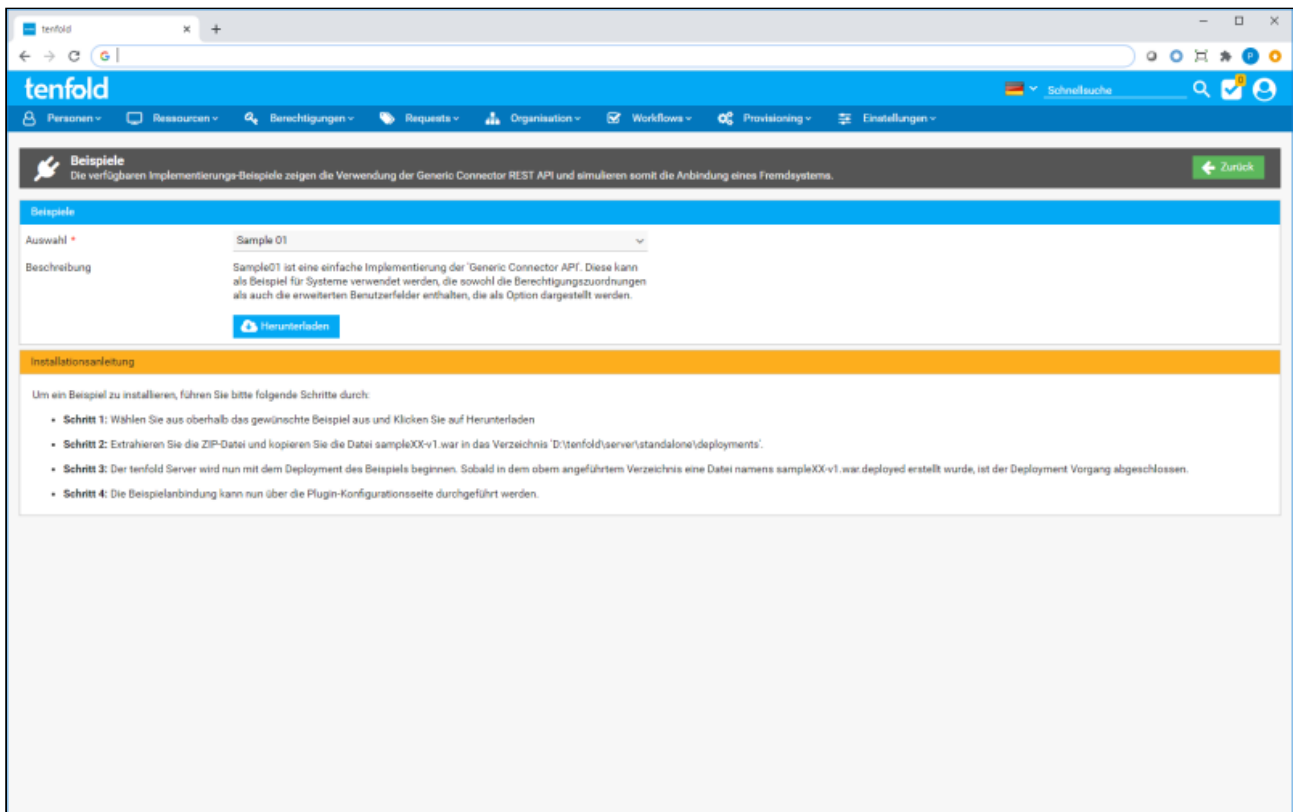 tenfold
tenfold
Schnellsuche
0
P
Personen
Ressourcen
Berechtigungen
Requests
Organisation
Workflows
Provisioning
Einstellungen
Beispiele
Die verfügbaren Implementierungs-Beispiele zeigen die Verwendung der Generic Connector REST API und simulieren somit die Anbindung eines Fremdsystems.
Zurück
Beispiele
Auswahl *
Sample 01
Beschreibung
Sample01 ist eine einfache Implementierung der 'Generic Connector API'. Diese kann
als Beispiel für Systeme verwendet werden, die sowohl die Berechtigungszuordnungen
als auch die erweiterten Benutzerfelder enthalten, die als Option dargestellt werden.
Herunterladen
Installationsanleitung
Um ein Beispiel zu installieren, führen Sie bitte folgende Schritte durch:
• Schritt 1: Wählen Sie aus oberhalb das gewünschte Beispiel aus und Klicken Sie auf Herunterladen
• Schritt 2: Extrahieren Sie die ZIP-Datei und kopieren Sie die Datei sampleXX-v1.war in das Verzeichnis 'D:\tenfold\server\standalone\deployments'.
• Schritt 3: Der tenfold Server wird nun mit dem Deployment des Beispiels beginnen. Sobald in dem obem angeführtem Verzeichnis eine Datei namens sampleXX-v1.war.deployed erstellt wurde, ist der Deployment Vorgang abgeschlossen.
• Schritt 4: Die Beispielanbindung kann nun über die Plugin-Konfigurationsseite durchgeführt werden.